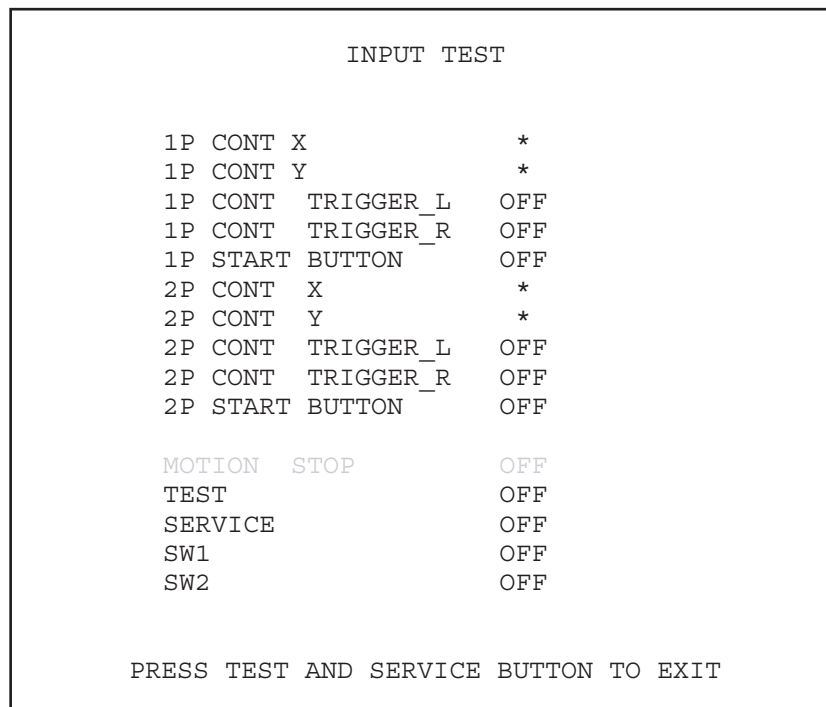 INPUT TEST
1P CONT X *
1P CONT Y *
1P CONT TRIGGER_L OFF
1P CONT TRIGGER_R OFF
1P START BUTTON OFF
2P CONT X *
2P CONT Y *
2P CONT TRIGGER_L OFF
2P CONT TRIGGER_R OFF
2P START BUTTON OFF
MOTION STOP OFF
TEST OFF
SERVICE OFF
SW1 OFF
SW2 OFF
PRESS TEST AND SERVICE BUTTON TO EXIT